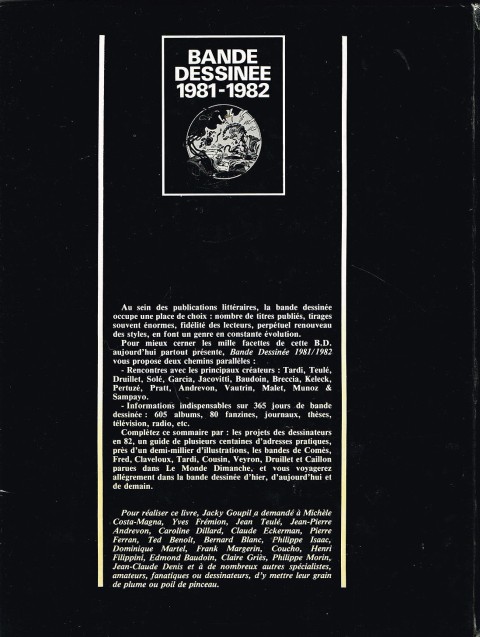 BANDE
DESSINEE
1981-1982
Au sein des publications littéraires, la bande dessinée
occupe une place de choix : nombre de titres publiés, tirages
souvent énormes, fidélité des lecteurs, perpétuel renouveau
des styles, en font un genre en constante évolution.
Pour mieux cerner les mille facettes de cette B.D.
aujourd'hui partout présente, Bande Dessinée 1981/1982
vous propose deux chemins parallèles :
- Rencontres avec les principaux créateurs : Tardi, Teulé,
Druillet, Solé, Garcia, Jacovitti, Baudoin, Breccia, Keleck,
Pertuzé, Pratt, Andrevon, Vautrin, Malet, Munoz &
Sampayo.
- Informations indispensables sur 365 jours de bande
dessinée : 605 albums, 80 fanzines, journaux, thèses,
télévision, radio, etc.
Complétez ce sommaire par : les projets des dessinateurs
en 82, un guide de plusieurs centaines d'adresses pratiques,
près d'un demi-millier d'illustrations, les bandes de Comès,
Fred, Claveloux, Tardi, Cousin, Veyron, Druillet et Caillon
parues dans Le Monde Dimanche, et vous voyagerez
allégrement dans la bande dessinée d'hier, d'aujourd'hui et
de demain.
Pour réaliser ce livre, Jacky Goupil a demandé à Michèle
Costa-Magna, Yves Frémion, Jean Teulé, Jean-Pierre
Andrevon, Caroline Dillard, Claude Eckerman, Pierre
Ferran, Ted Benoît, Bernard Blanc, Philippe Isaac,
Dominique Martel, Frank Margerin, Coucho, Henri
Filippini, Edmond Baudoin, Claire Griès, Philippe Morin,
Jean-Claude Denis et à de nombreux autres spécialistes,
amateurs, fanatiques ou dessinateurs, d'y mettre leur grain
de plume ou poil de pinceau.